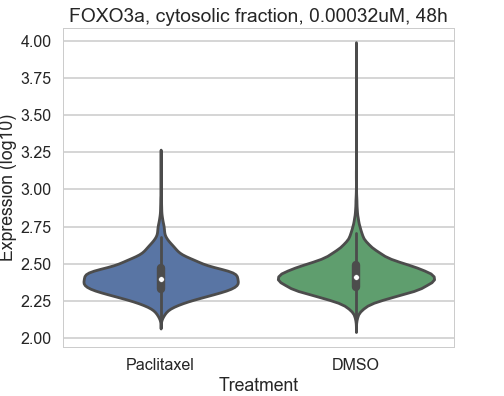 FOXO3a, cytosolic fraction, 0.00032uM, 48h
Expression (log10)
4.00
3.75
3.50
3.25
3.00
2.75
2.50
2.25
2.00
Paclitaxel DMSO
Treatment